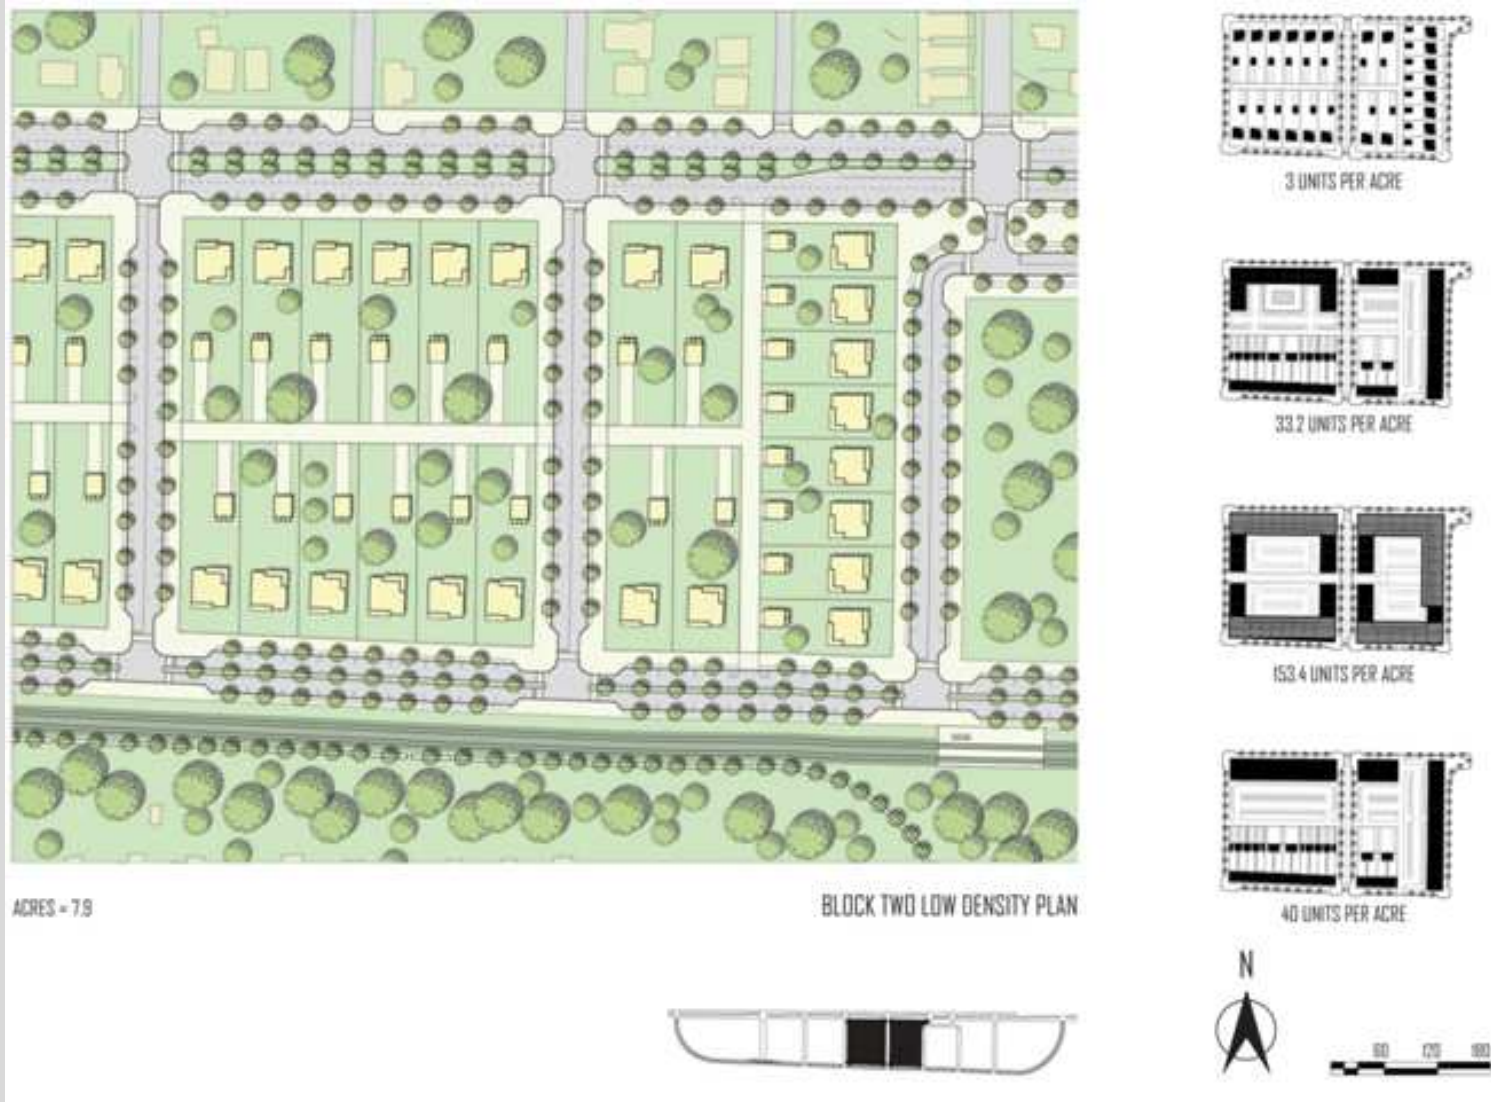 3 UNITS PER ACRE
33.2 UNITS PER ACRE
153.4 UNITS PER ACRE
40 UNITS PER ACRE
ACRES = 7.9
BLOCK TWO LOW DENSITY PLAN
N
60 120 180